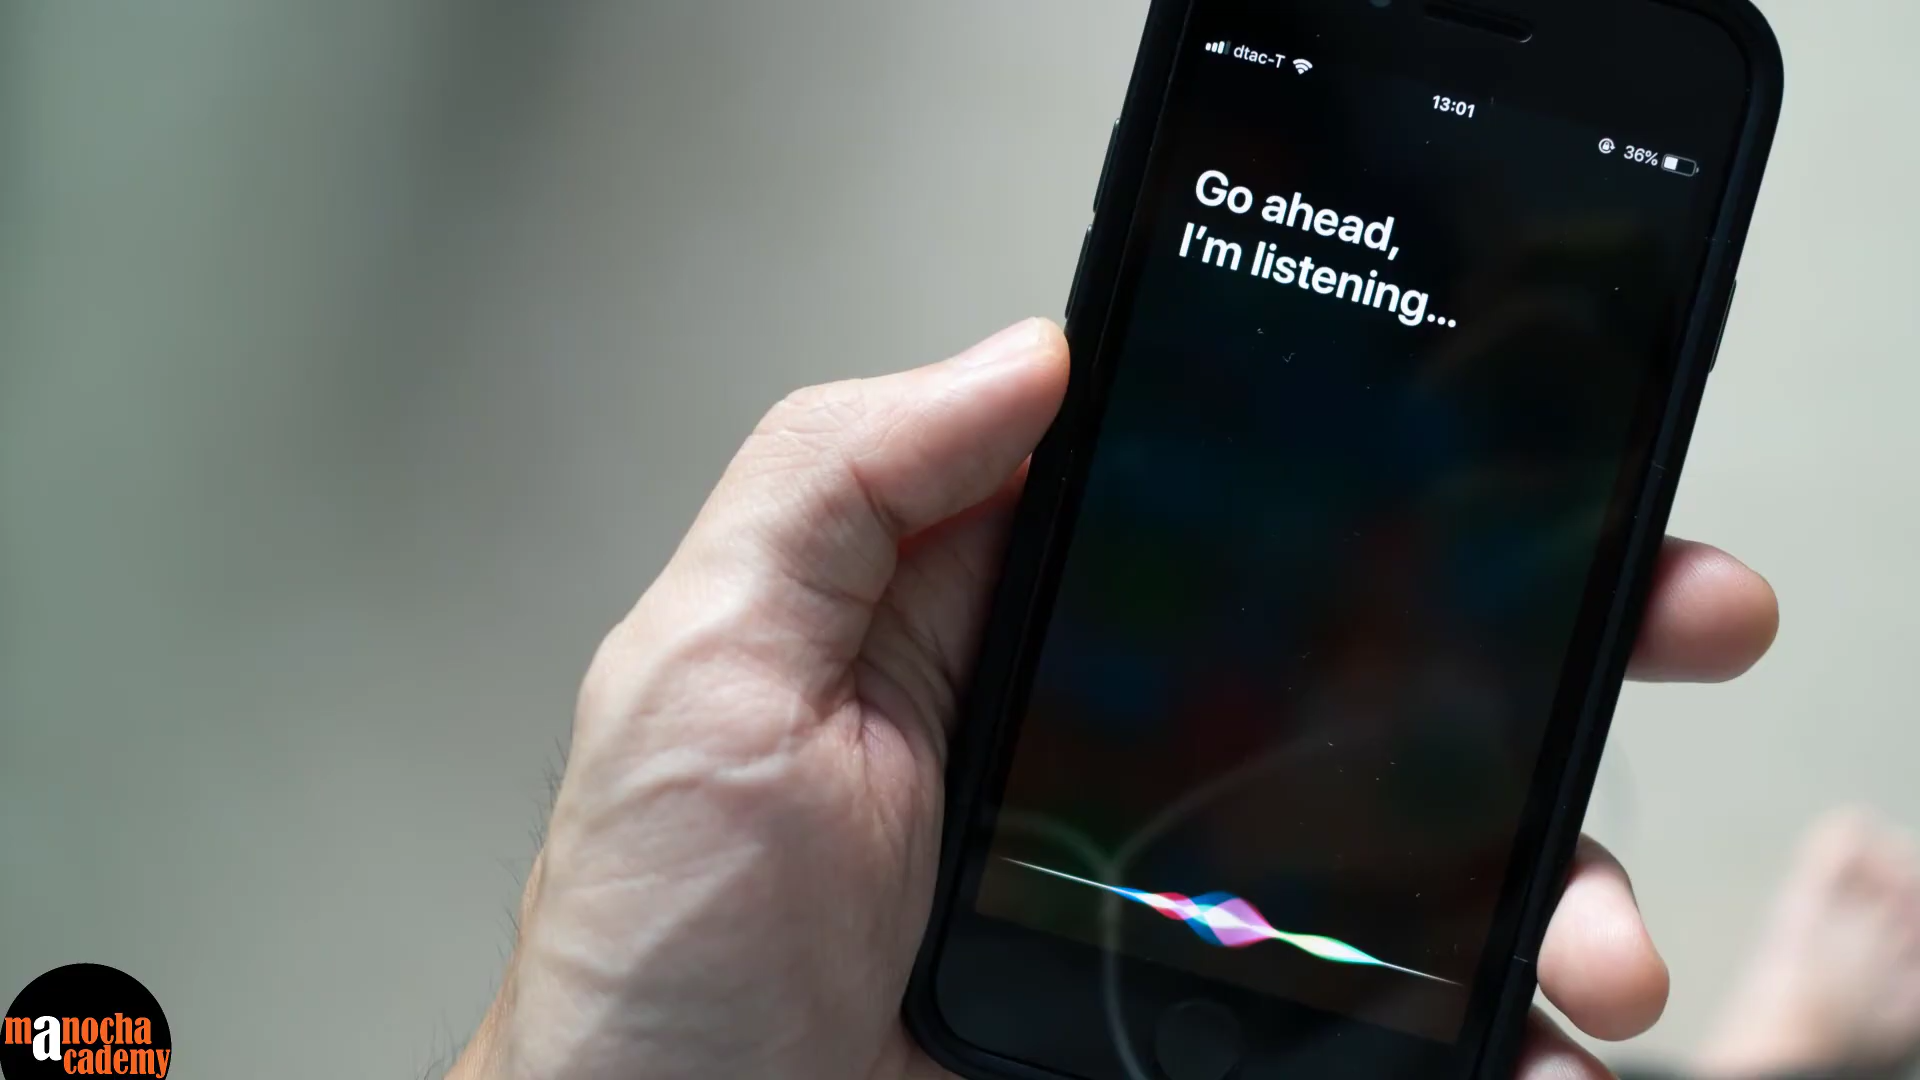 dtac-T
13:01
36%
Go ahead,
I'm listening...
manocha
academy